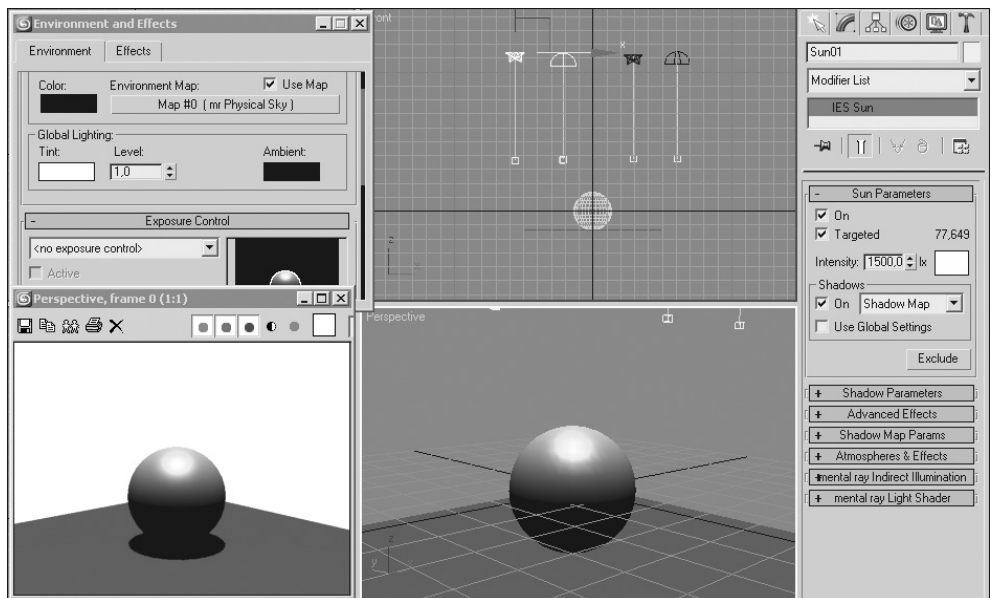 Environment and Effects
Environment
Effects
Color:
Environment Map:
Use Map
Map #0 ( mr Physical Sky )
Global Lighting:
Tint:
Level:
Ambient:
1,0
- Exposure Control
<no exposure control>
Active
Perspective, frame 0 (1:1)
ront
x
z
Perspective
z
y
Sun01
Modifier List
IES Sun
- Sun Parameters
On
Targeted 77,649
Intensity: 1500,0 lx
Shadows
On Shadow Map
Use Global Settings
Exclude
+ Shadow Parameters
+ Advanced Effects
+ Shadow Map Params
+ Atmospheres & Effects
+ mental ray Indirect Illumination
+ mental ray Light Shader